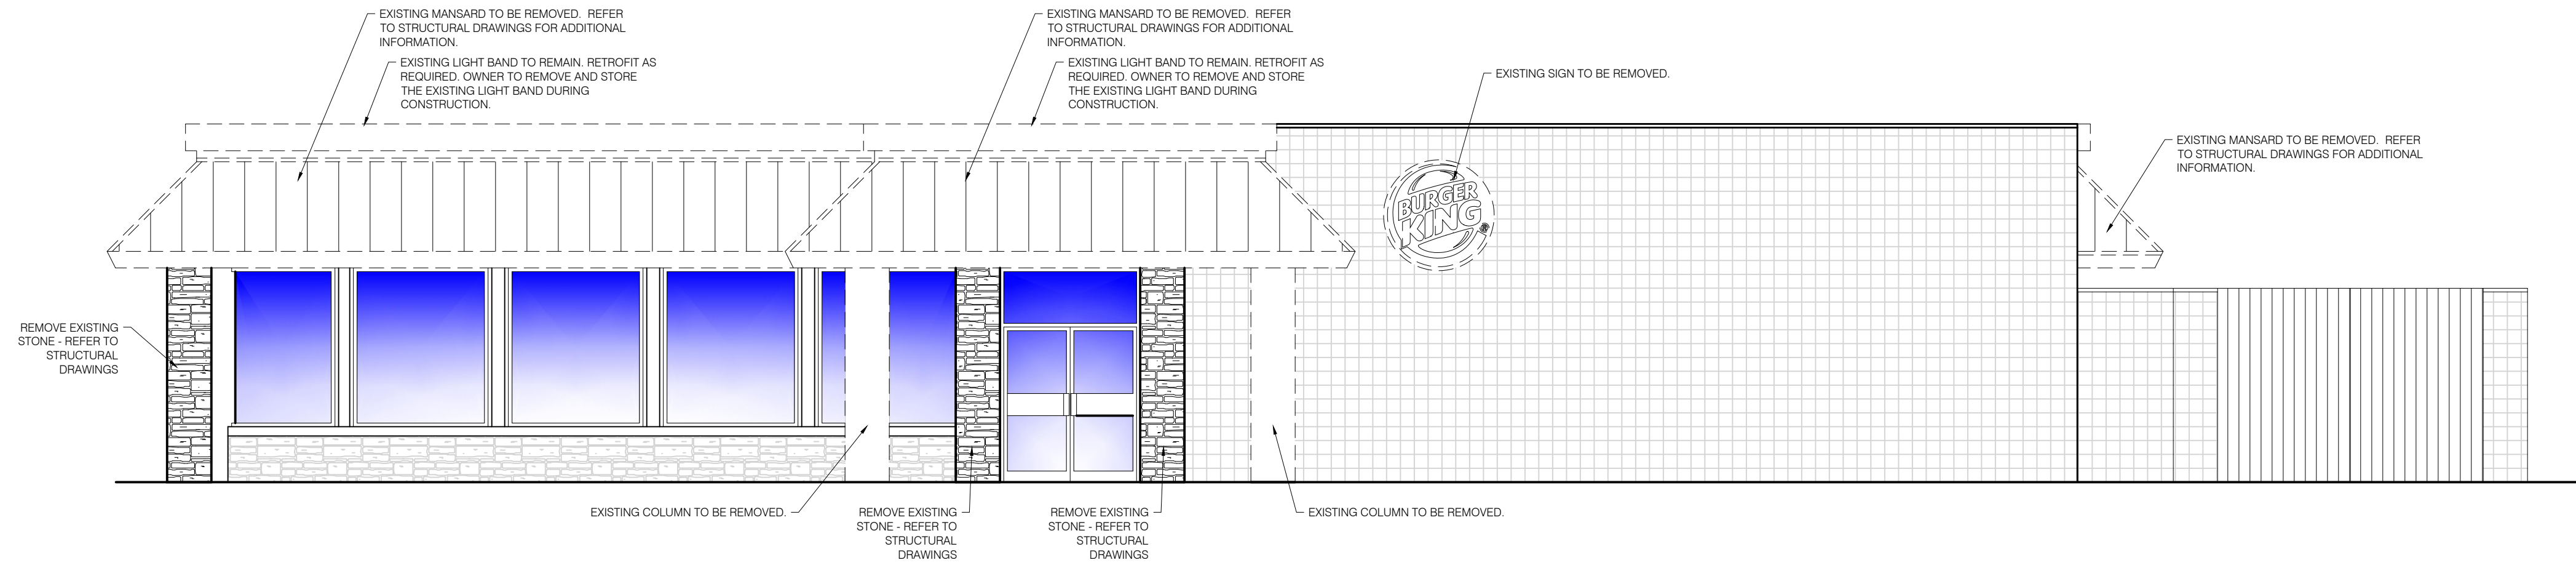 EXISTING MANSARD TO BE REMOVED.  REFER
TO STRUCTURAL DRAWINGS FOR ADDITIONAL
INFORMATION.
EXISTING LIGHT BAND TO REMAIN. RETROFIT AS
REQUIRED. OWNER TO REMOVE AND STORE
THE EXISTING LIGHT BAND DURING
CONSTRUCTION.
EXISTING MANSARD TO BE REMOVED.  REFER
TO STRUCTURAL DRAWINGS FOR ADDITIONAL
INFORMATION.
EXISTING LIGHT BAND TO REMAIN. RETROFIT AS
REQUIRED. OWNER TO REMOVE AND STORE
THE EXISTING LIGHT BAND DURING
CONSTRUCTION.
EXISTING SIGN TO BE REMOVED.
EXISTING MANSARD TO BE REMOVED.  REFER
TO STRUCTURAL DRAWINGS FOR ADDITIONAL
INFORMATION.
BURGER
KING
®
REMOVE EXISTING
STONE - REFER TO
STRUCTURAL
DRAWINGS
EXISTING COLUMN TO BE REMOVED.
REMOVE EXISTING
STONE - REFER TO
STRUCTURAL
DRAWINGS
REMOVE EXISTING
STONE - REFER TO
STRUCTURAL
DRAWINGS
EXISTING COLUMN TO BE REMOVED.